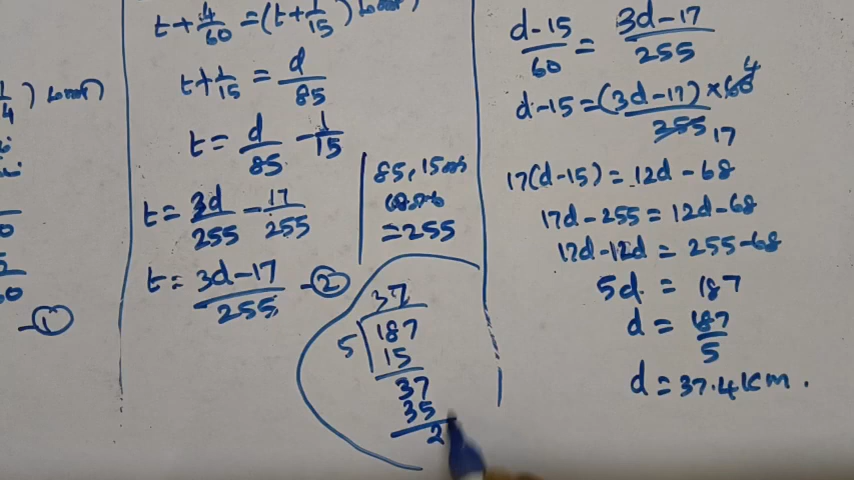 t + 4/60 = (t + 1/15)
t + 1/15 = d/85
t = d/85 - 1/15
t = 3d/255 - 17/255
t = 3d-17/255 - ②
85, 15
= 255
37
5 187
15
37
35
2
d-15/60 = 3d-17/255
d-15 = (3d-17) × 60 4/255 17
17(d-15) = 12d - 68
17d - 255 = 12d - 68
17d - 12d = 255 - 68
5d = 187
d = 187/5
d = 37.4 km.
- ①